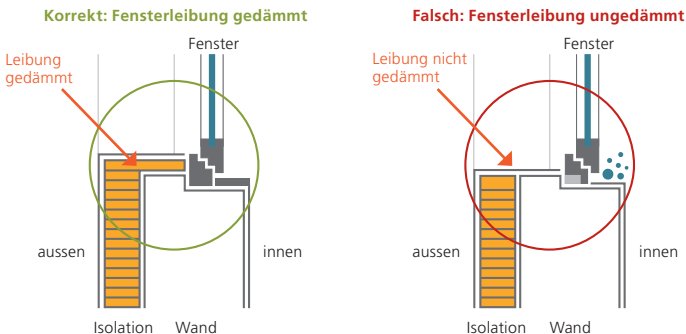 Korrekt: Fensterleibung gedämmt
Fenster
Leibung
gedämmt
aussen
innen
Isolation
Wand
Falsch: Fensterleibung ungedämmt
Fenster
Leibung nicht
gedämmt
aussen
innen
Isolation
Wand